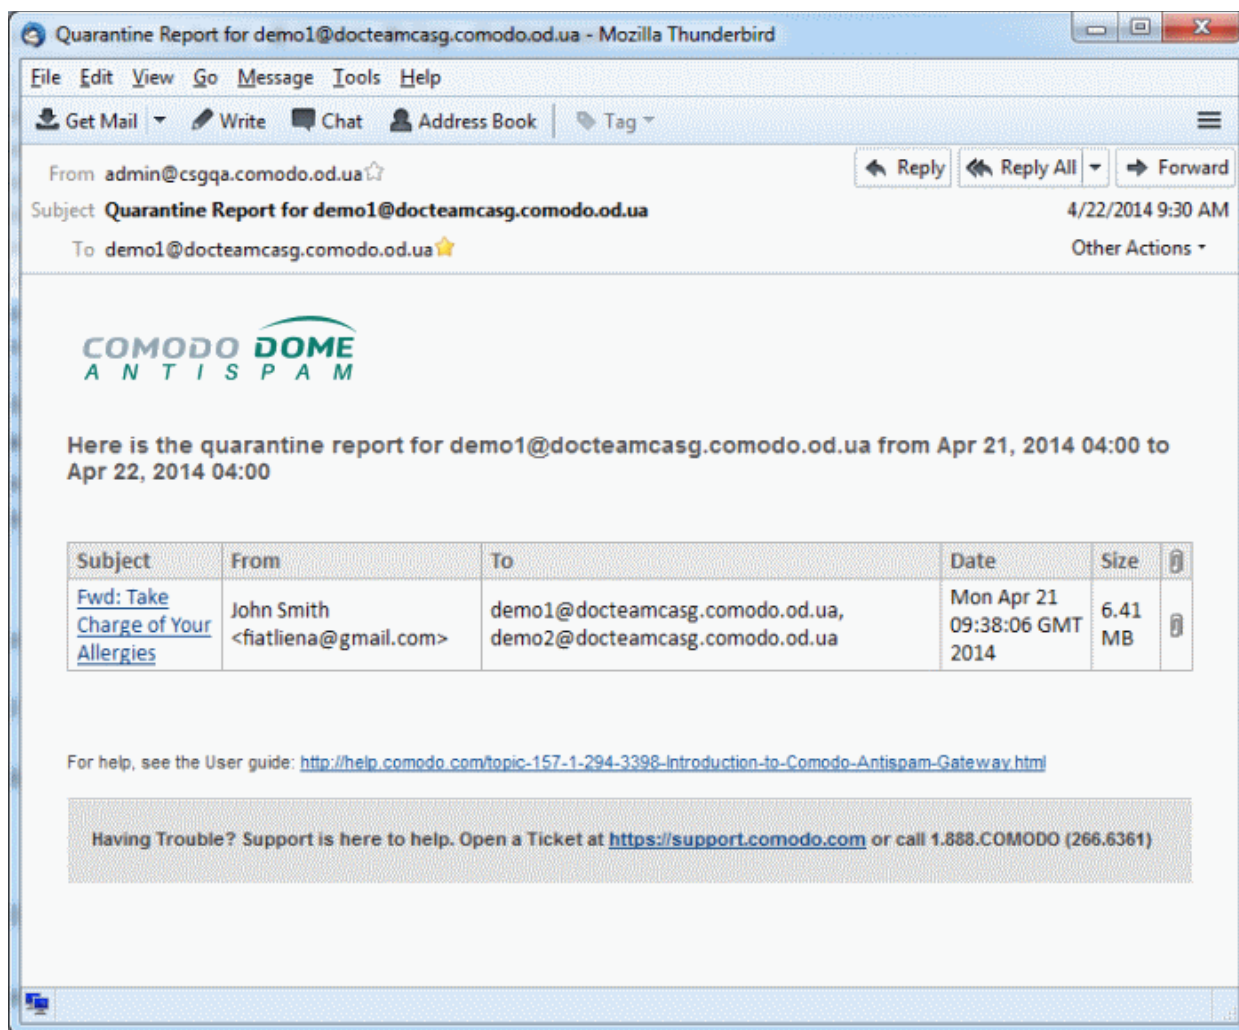 Quarantine Report for demo1@docteamcasg.comodo.od.ua - Mozilla Thunderbird
File Edit View Go Message Tools Help
Get Mail Write Chat Address Book Tag
From admin@csgqa.comodo.od.ua Reply Reply All Forward
Subject Quarantine Report for demo1@docteamcasg.comodo.od.ua 4/22/2014 9:30 AM
To demo1@docteamcasg.comodo.od.ua Other Actions
COMODO DOME
ANTISPAM
Here is the quarantine report for demo1@docteamcasg.comodo.od.ua from Apr 21, 2014 04:00 to
Apr 22, 2014 04:00
Subject From To Date Size
Fwd: Take
Charge of Your
Allergies
John Smith
<fiatliena@gmail.com>
demo1@docteamcasg.comodo.od.ua,
demo2@docteamcasg.comodo.od.ua
Mon Apr 21
09:38:06 GMT
2014
6.41
MB
For help, see the User guide: http://help.comodo.com/topic-157-1-294-3398-Introduction-to-Comodo-Antispam-Gateway.html
Having Trouble? Support is here to help. Open a Ticket at https://support.comodo.com or call 1.888.COMODO (266.6361)